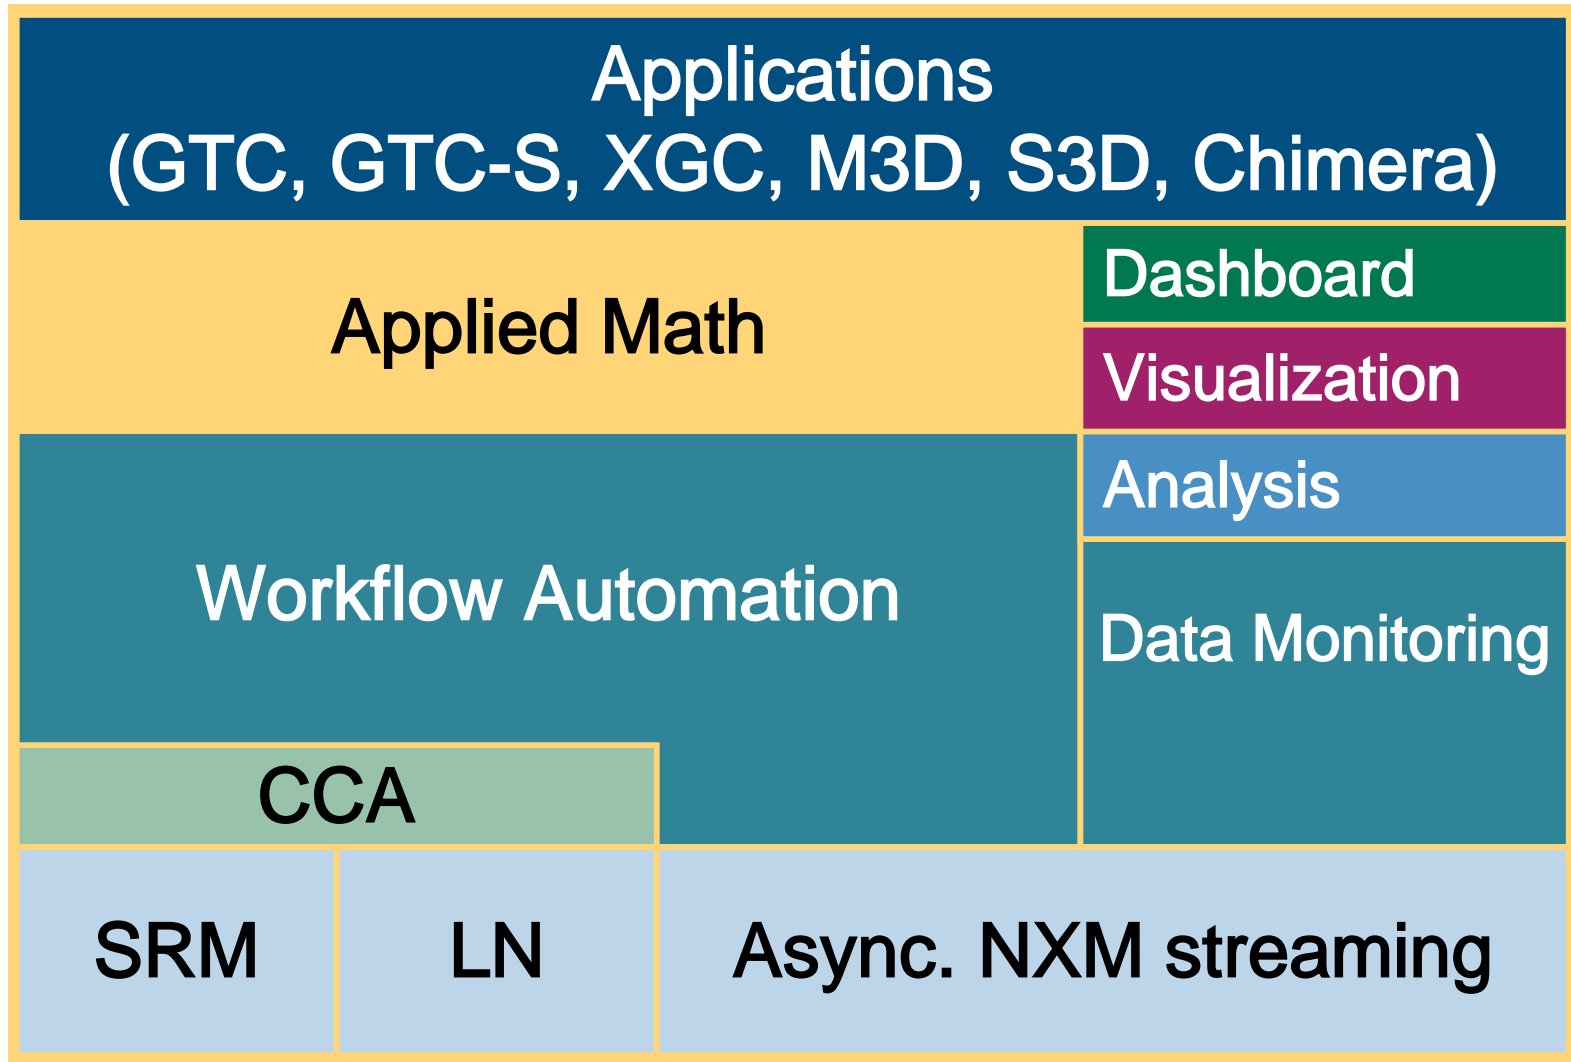 Applications
(GTC, GTC-S, XGC, M3D, S3D, Chimera)
Applied Math
Dashboard
Visualization
Analysis
Workflow Automation
Data Monitoring
CCA
SRM
LN
Async. NXM streaming